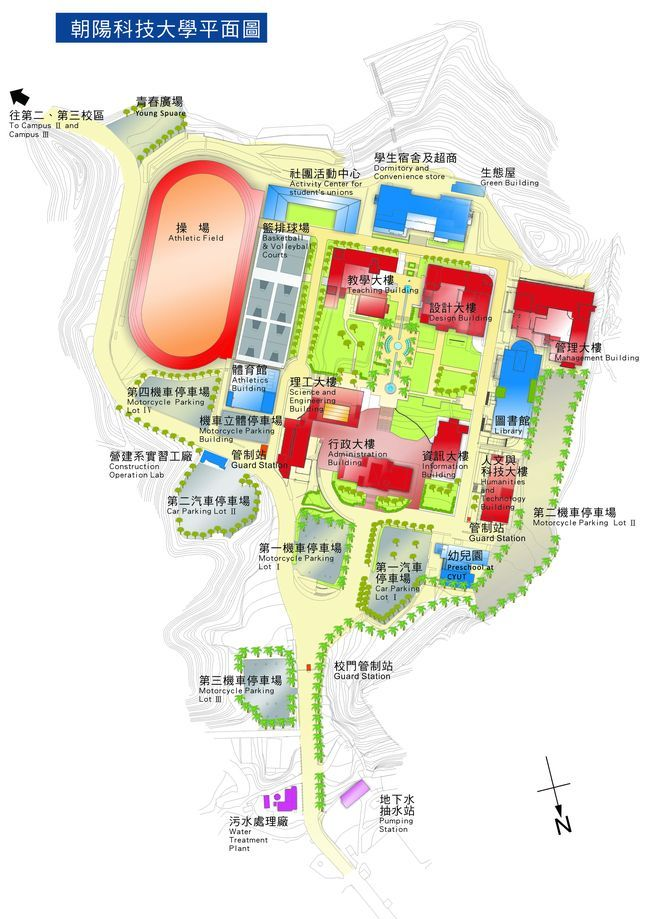 朝陽科技大學平面圖
青春廣場
Young Spuare
往第二、第三校區
To Campus Ⅱ and
Campus Ⅲ
社團活動中心
Activity Center for
student's unions
學生宿舍及超商
Dormitory and
Convenience store
生態屋
Green Building
操 場
Athletic Field
籃排球場
Basketball
& Volleyball
Courts
教學大樓
Teaching Building
設計大樓
Design Building
管理大樓
Management Building
體育館
Athletics
Building
理工大樓
Science and
Engineering
Building
第四機車停車場
Motorcycle Parking
Lot Ⅳ
機車立體停車場
Motorcycle Parking
Building
圖書館
Library
行政大樓
Administration
Building
資訊大樓
Information
Building
人文與
科技大樓
Humanities
and
Technology
Building
營建系實習工廠
Construction
Operation Lab
管制站
Guard Station
第二汽車停車場
Car Parking Lot Ⅱ
第二機車停車場
Motorcycle Parking Lot Ⅱ
管制站
Guard Station
第一機車停車場
Motorcycle Parking
Lot Ⅰ
第一汽車
停車場
Car Parking
Lot Ⅰ
幼兒園
Preschool at
CYUT
校門管制站
Guard Station
第三機車停車場
Motorcycle Parking
Lot Ⅲ
污水處理廠
Water
Treatment
Plant
地下水
抽水站
Pumping
Station
N